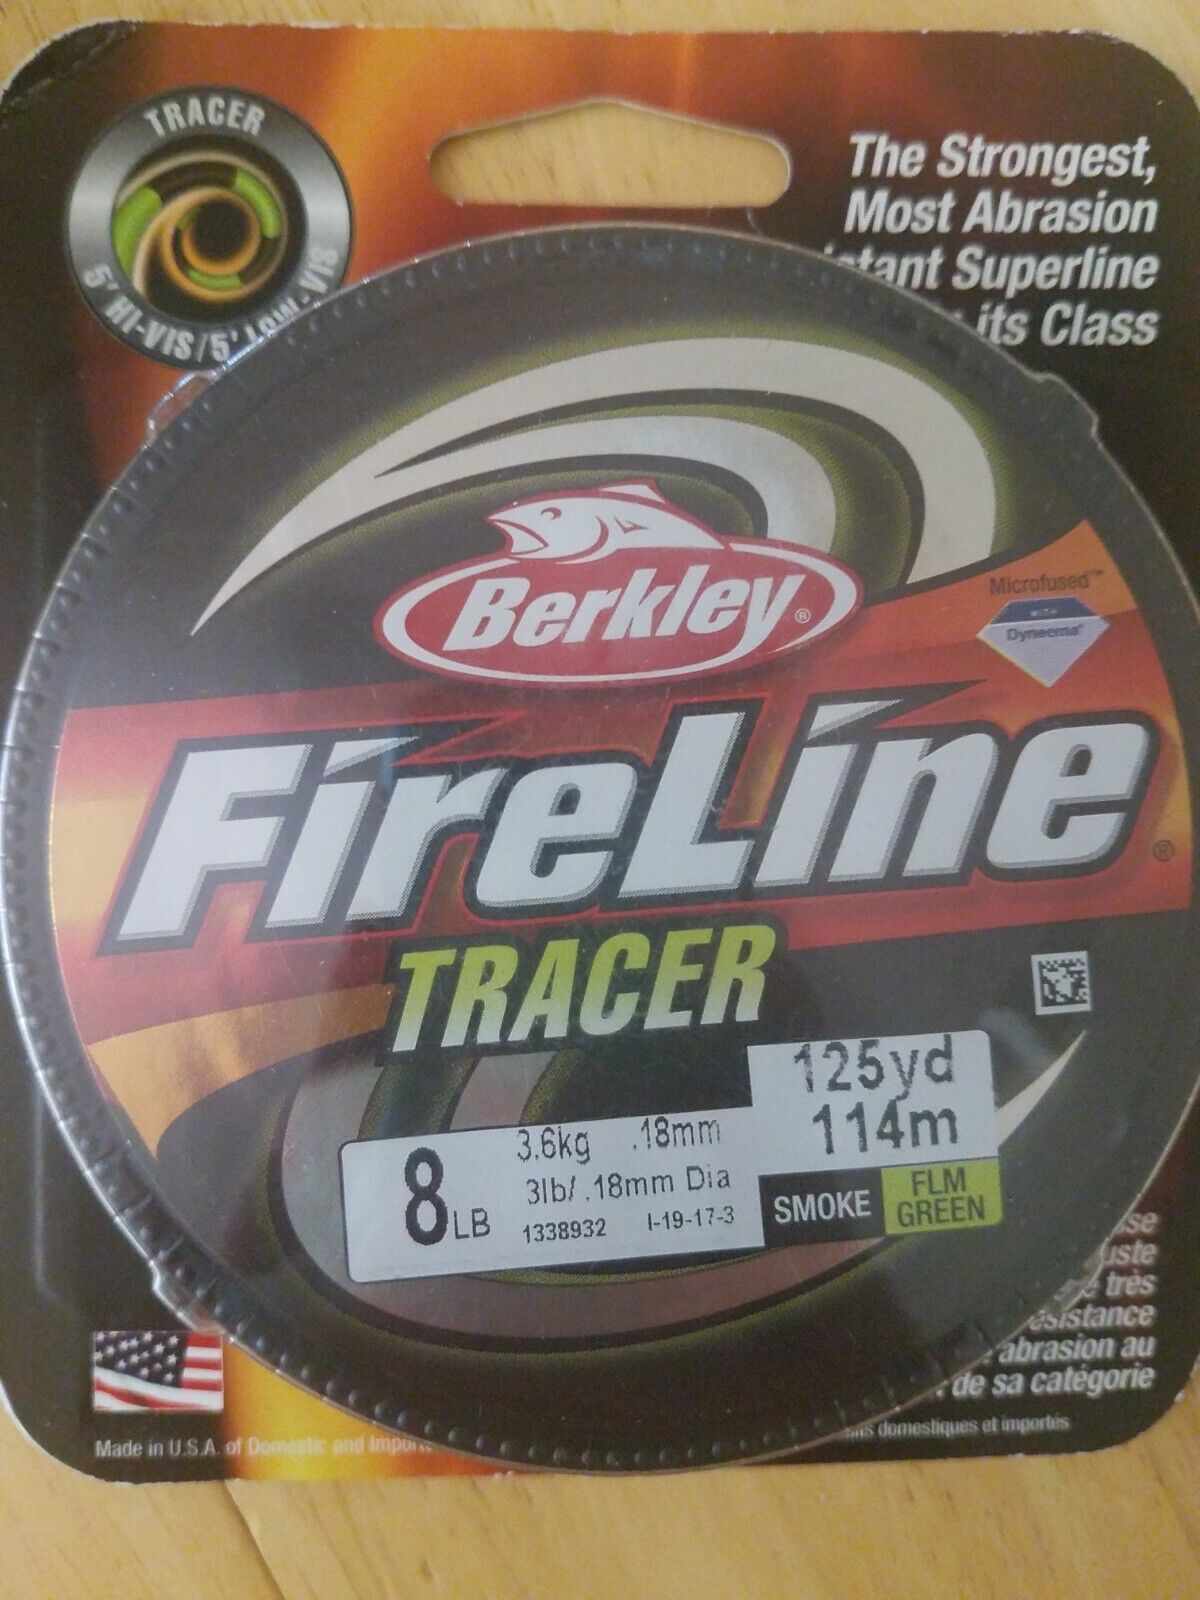 TRACER
5' HI-VIS/5' LOW-VIS
The Strongest,
Most Abrasion
Superline
its Class
Berkley®
Microfused™
WITH
Dyneema®
FireLine®
TRACER
125yd
114m
8LB
3.6kg .18mm
3lb/.18mm Dia
1338932 I-19-17-3
SMOKE
FLM
GREEN
très
abrasion au
de sa catégorie
domestiques et importés
Made in U.S.A. of Domestic and